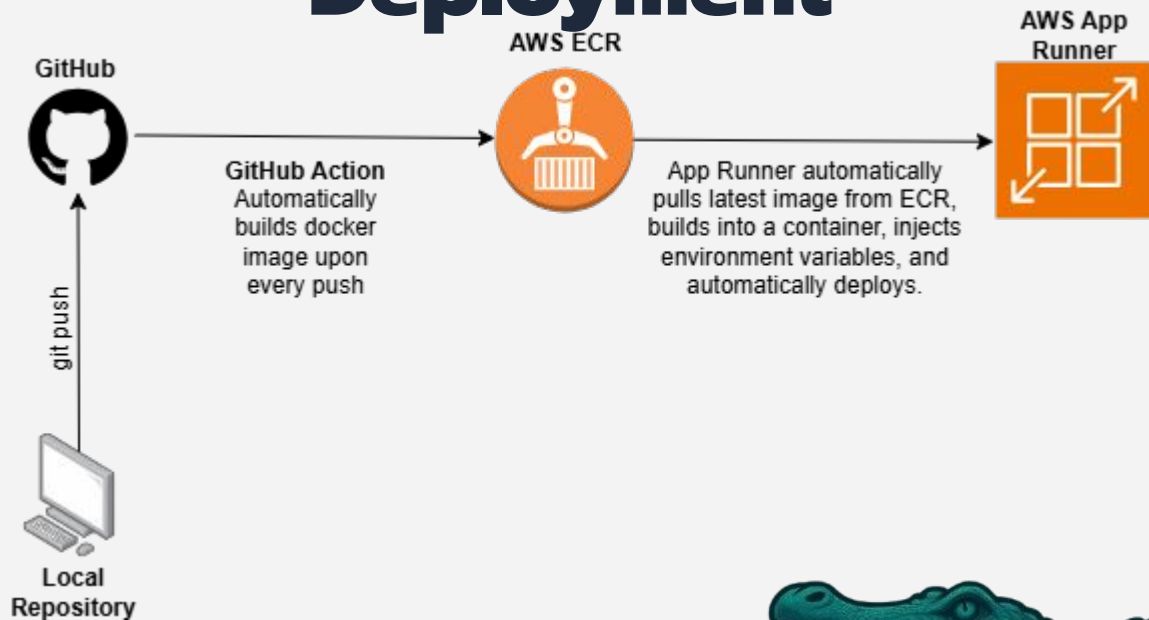 Deployment
AWS ECR
AWS App
Runner
GitHub
GitHub Action
Automatically
builds docker
image upon
every push
App Runner automatically
pulls latest image from ECR,
builds into a container, injects
environment variables, and
automatically deploys.
git push
Local
Repository